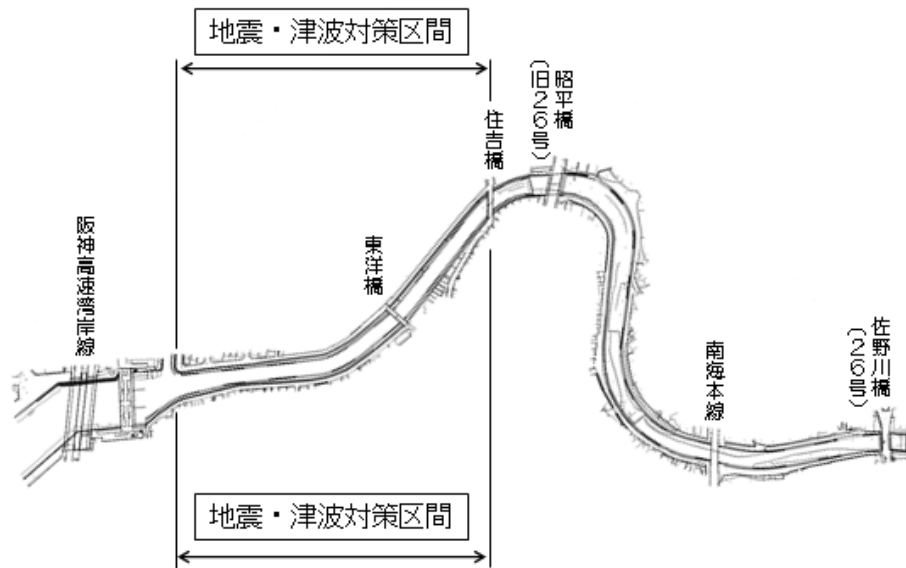 地震・津波対策区間
昭平橋
（旧２６号）
住吉橋
東洋橋
阪神高速湾岸線
佐野川橋
（２６号）
南海本線
地震・津波対策区間